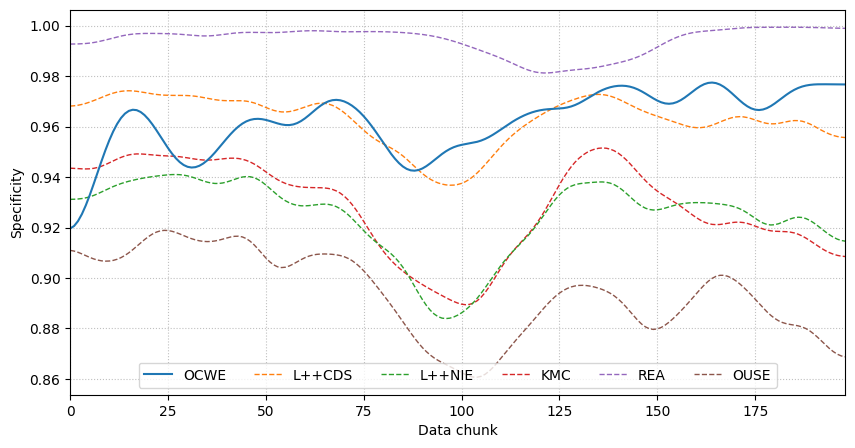 1.00
0.98
0.96
0.94
0.92
0.90
0.88
0.86
Specificity
OCWE L++CDS L++NIE KMC REA OUSE
0 25 50 75 100 125 150 175
Data chunk